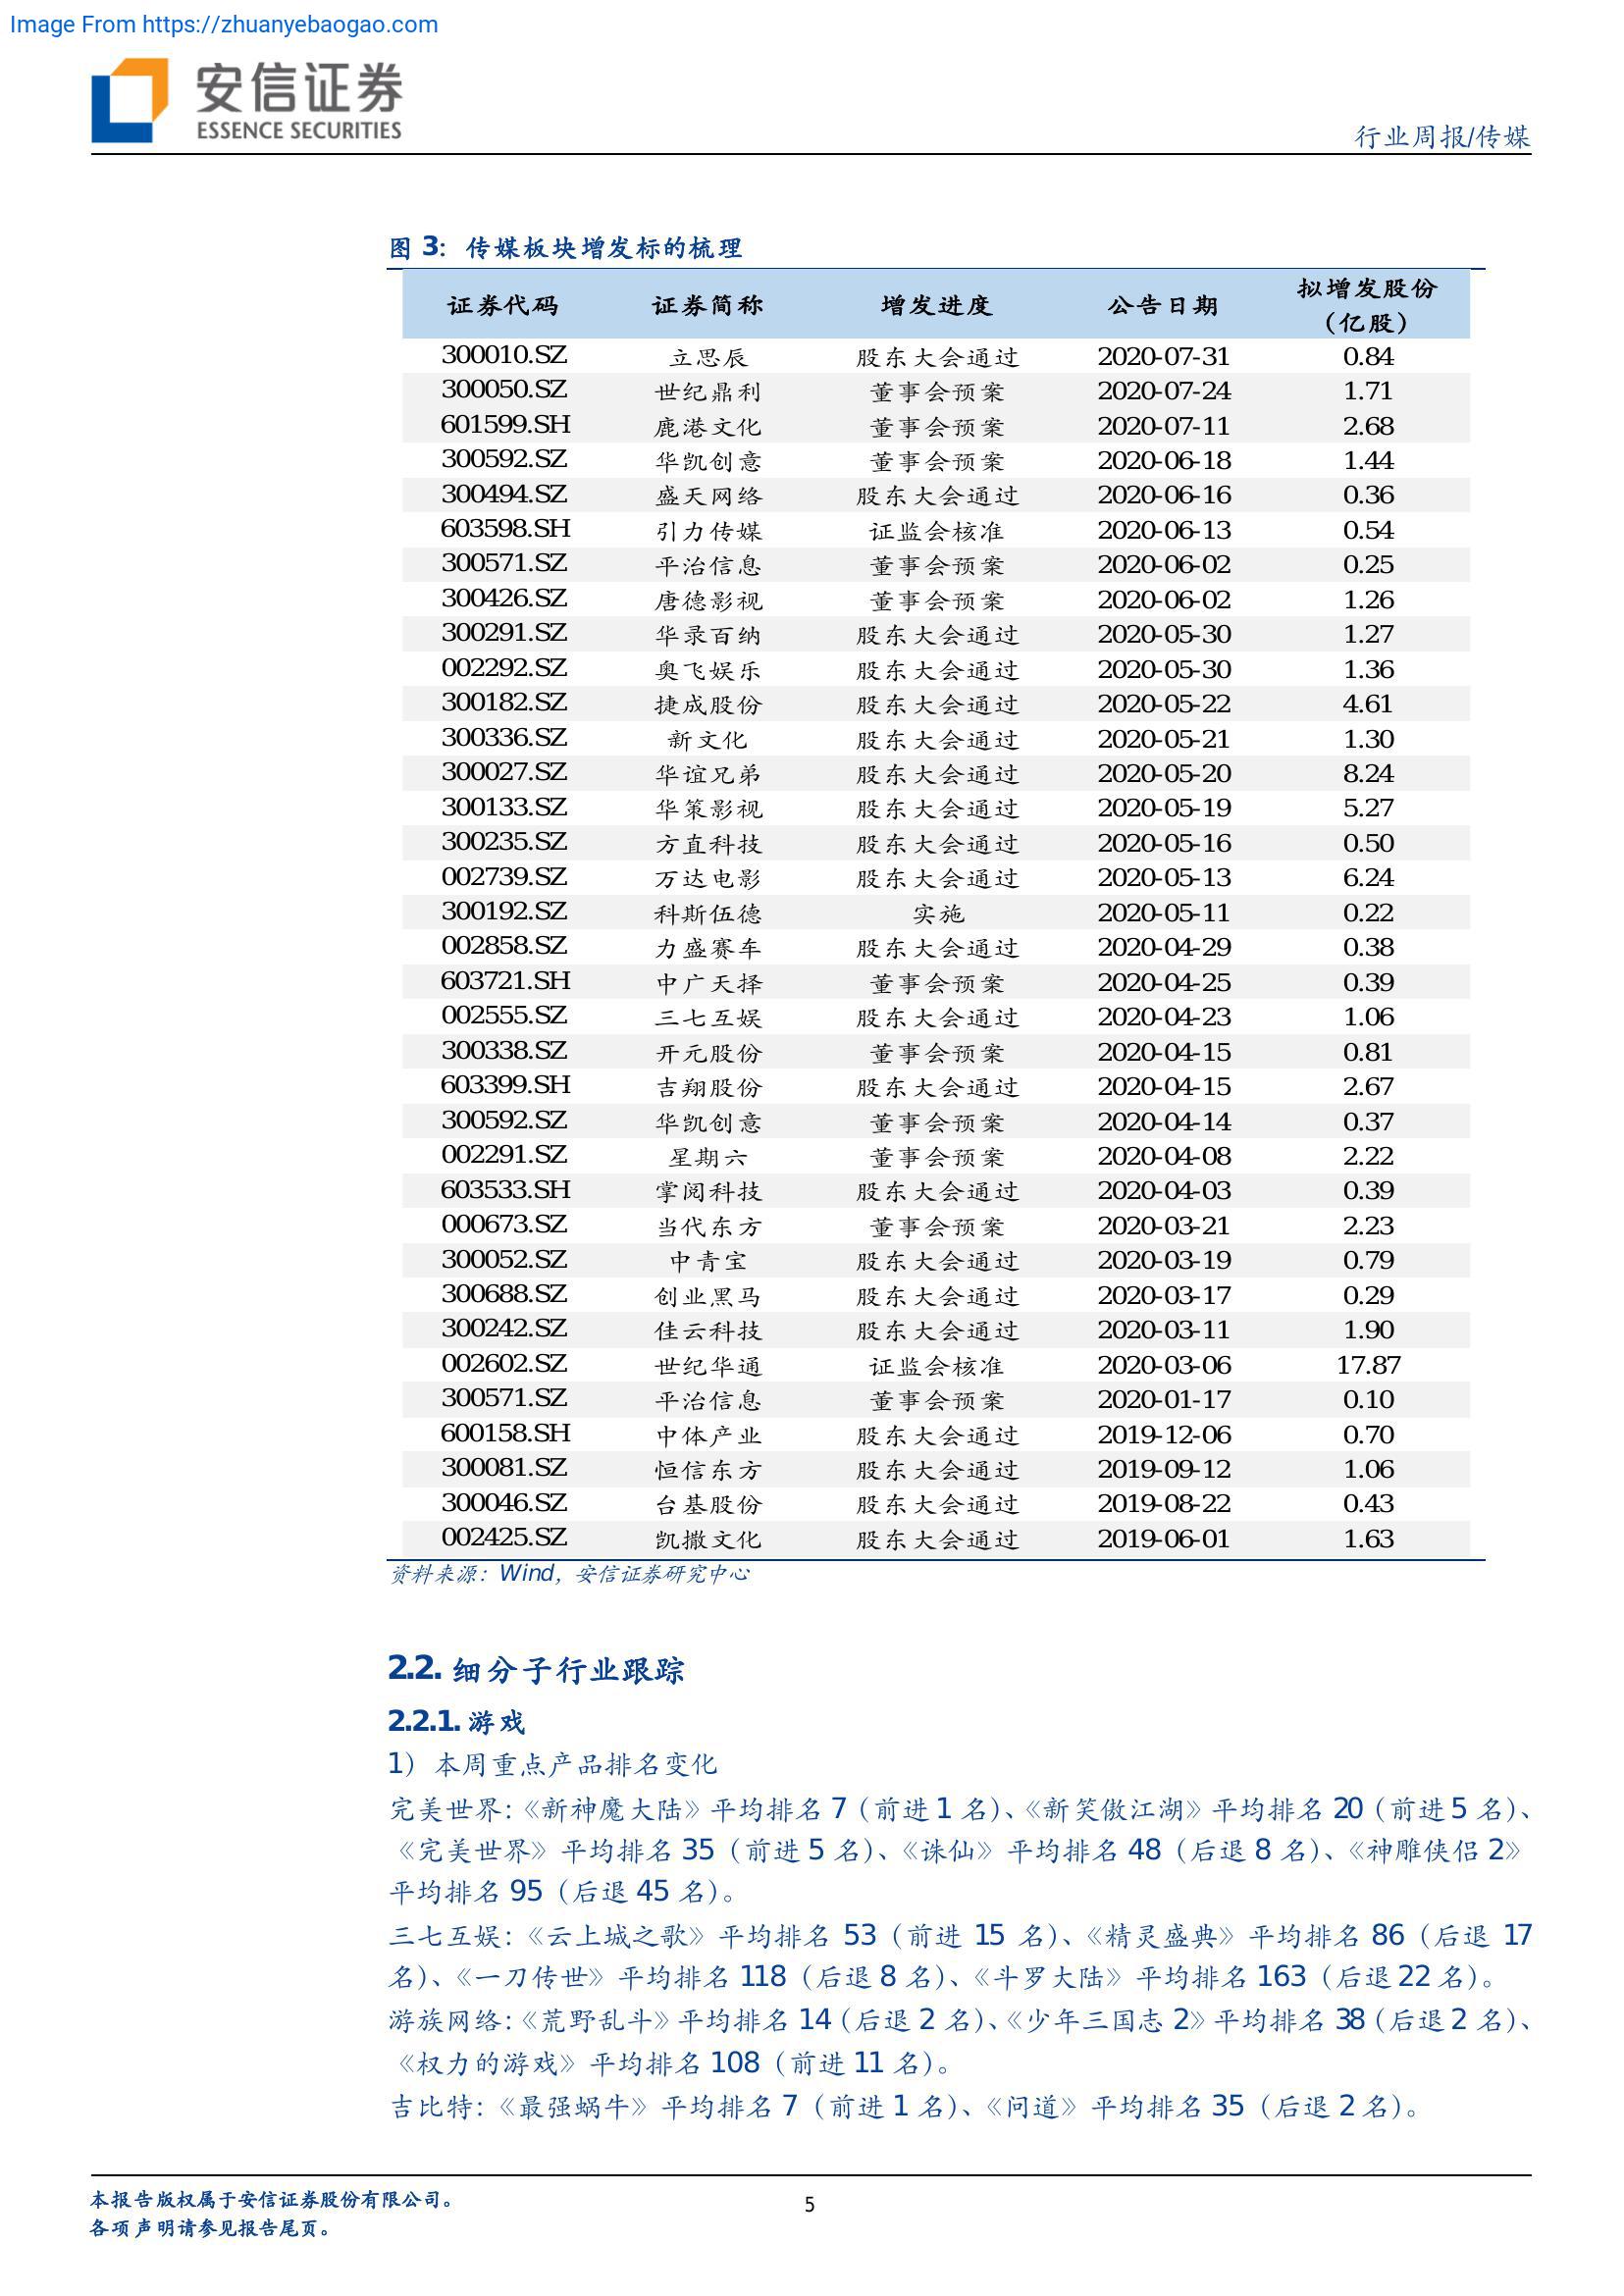 Image From https://zhuanyebaogao.com
安信证券
ESSENCE SECURITIES
行业周报/传媒
图 3：传媒板块增发标的梳理
证券代码 证券简称 增发进度 公告日期 拟增发股份（亿股）
300010.SZ 立思辰 股东大会通过 2020-07-31 0.84
300050.SZ 世纪鼎利 董事会预案 2020-07-24 1.71
601599.SH 鹿港文化 董事会预案 2020-07-11 2.68
300592.SZ 华凯创意 董事会预案 2020-06-18 1.44
300494.SZ 盛天网络 股东大会通过 2020-06-16 0.36
603598.SH 引力传媒 证监会核准 2020-06-13 0.54
300571.SZ 平治信息 董事会预案 2020-06-02 0.25
300426.SZ 唐德影视 董事会预案 2020-06-02 1.26
300291.SZ 华录百纳 股东大会通过 2020-05-30 1.27
002292.SZ 奥飞娱乐 股东大会通过 2020-05-30 1.36
300182.SZ 捷成股份 股东大会通过 2020-05-22 4.61
300336.SZ 新文化 股东大会通过 2020-05-21 1.30
300027.SZ 华谊兄弟 股东大会通过 2020-05-20 8.24
300133.SZ 华策影视 股东大会通过 2020-05-19 5.27
300235.SZ 方直科技 股东大会通过 2020-05-16 0.50
002739.SZ 万达电影 股东大会通过 2020-05-13 6.24
300192.SZ 科斯伍德 实施 2020-05-11 0.22
002858.SZ 力盛赛车 股东大会通过 2020-04-29 0.38
603721.SH 中广天择 董事会预案 2020-04-25 0.39
002555.SZ 三七互娱 股东大会通过 2020-04-23 1.06
300338.SZ 开元股份 董事会预案 2020-04-15 0.81
603399.SH 吉翔股份 股东大会通过 2020-04-15 2.67
300592.SZ 华凯创意 董事会预案 2020-04-14 0.37
002291.SZ 星期六 董事会预案 2020-04-08 2.22
603533.SH 掌阅科技 股东大会通过 2020-04-03 0.39
000673.SZ 当代东方 董事会预案 2020-03-21 2.23
300052.SZ 中青宝 股东大会通过 2020-03-19 0.79
300688.SZ 创业黑马 股东大会通过 2020-03-17 0.29
300242.SZ 佳云科技 股东大会通过 2020-03-11 1.90
002602.SZ 世纪华通 证监会核准 2020-03-06 17.87
300571.SZ 平治信息 董事会预案 2020-01-17 0.10
600158.SH 中体产业 股东大会通过 2019-12-06 0.70
300081.SZ 恒信东方 股东大会通过 2019-09-12 1.06
300046.SZ 台基股份 股东大会通过 2019-08-22 0.43
002425.SZ 凯撒文化 股东大会通过 2019-06-01 1.63
资料来源：Wind，安信证券研究中心
2.2. 细分子行业跟踪
2.2.1. 游戏
1）本周重点产品排名变化
完美世界：《新神魔大陆》平均排名 7（前进 1 名）、《新笑傲江湖》平均排名 20（前进 5 名）、
《完美世界》平均排名 35（前进 5 名）、《诛仙》平均排名 48（后退 8 名）、《神雕侠侣 2》
平均排名 95（后退 45 名）。
三七互娱：《云上城之歌》平均排名 53（前进 15 名）、《精灵盛典》平均排名 86（后退 17
名）、《一刀传世》平均排名 118（后退 8 名）、《斗罗大陆》平均排名 163（后退 22 名）。
游族网络：《荒野乱斗》平均排名 14（后退 2 名）、《少年三国志 2》平均排名 38（后退 2 名）、
《权力的游戏》平均排名 108（前进 11 名）。
吉比特：《最强蜗牛》平均排名 7（前进 1 名）、《问道》平均排名 35（后退 2 名）。
本报告版权属于安信证券股份有限公司。
各项声明请参见报告尾页。
5